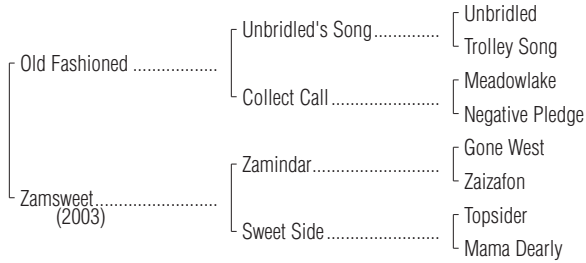 Unbridled
Unbridled's Song
Trolley Song
Old Fashioned
Meadowlake
Collect Call
Negative Pledge
Gone West
Zamindar
Zaizafon
Zamsweet
(2003)
Topsider
Sweet Side
Mama Dearly